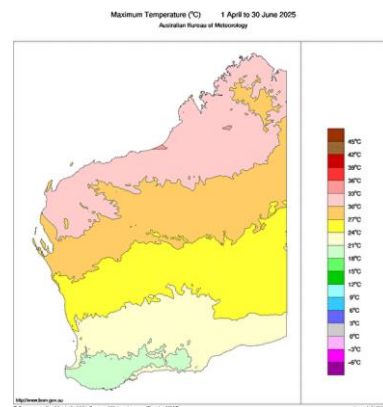 Maximum Temperature (°C) 1 April to 30 June 2025
Australian Bureau of Meteorology
45°C
42°C
39°C
36°C
33°C
30°C
27°C
24°C
21°C
18°C
15°C
12°C
9°C
6°C
3°C
0°C
-3°C
-6°C
http://www.bom.gov.au